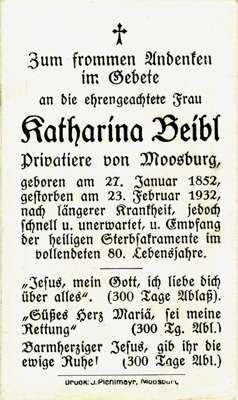 Zum frommen Andenken
im Gebete
an die ehrengeachtete Frau
Katharina Beibl
Privatiere von Moosburg,
geboren am 27. Januar 1852,
gestorben am 23. Februar 1932,
nach längerer Krankheit, jedoch
schnell u. unerwartet, u. Empfang
der heiligen Sterbsakramente im
vollendeten 80. Lebensjahre.
„Jesus, mein Gott, ich liebe dich
über alles". (300 Tage Ablaß).
„Süßes Herz Mariä, sei meine
Rettung" (300 Tg. Abl.)
Barmherziger Jesus, gib ihr die
ewige Ruhe! (300 Tage Abl.)
Druck: J. Piehlmayr, Moosburg